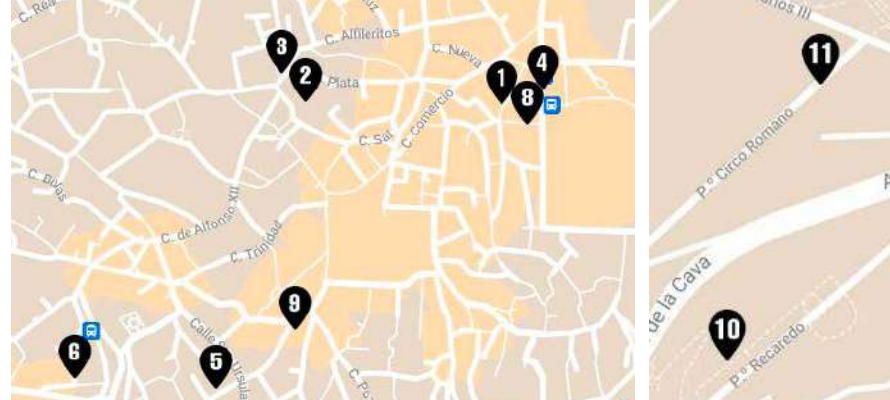 C. Alfileritos
C. Nueva
3
4
2
1
Plata
8
C. comercio
C. Sal
C. Bulas
C. de Alfonso XII
C. Trinidad
9
6
5
Calle
Ursula
11
P.º Circo Romano
de la Cava
10
P.º Recaredo